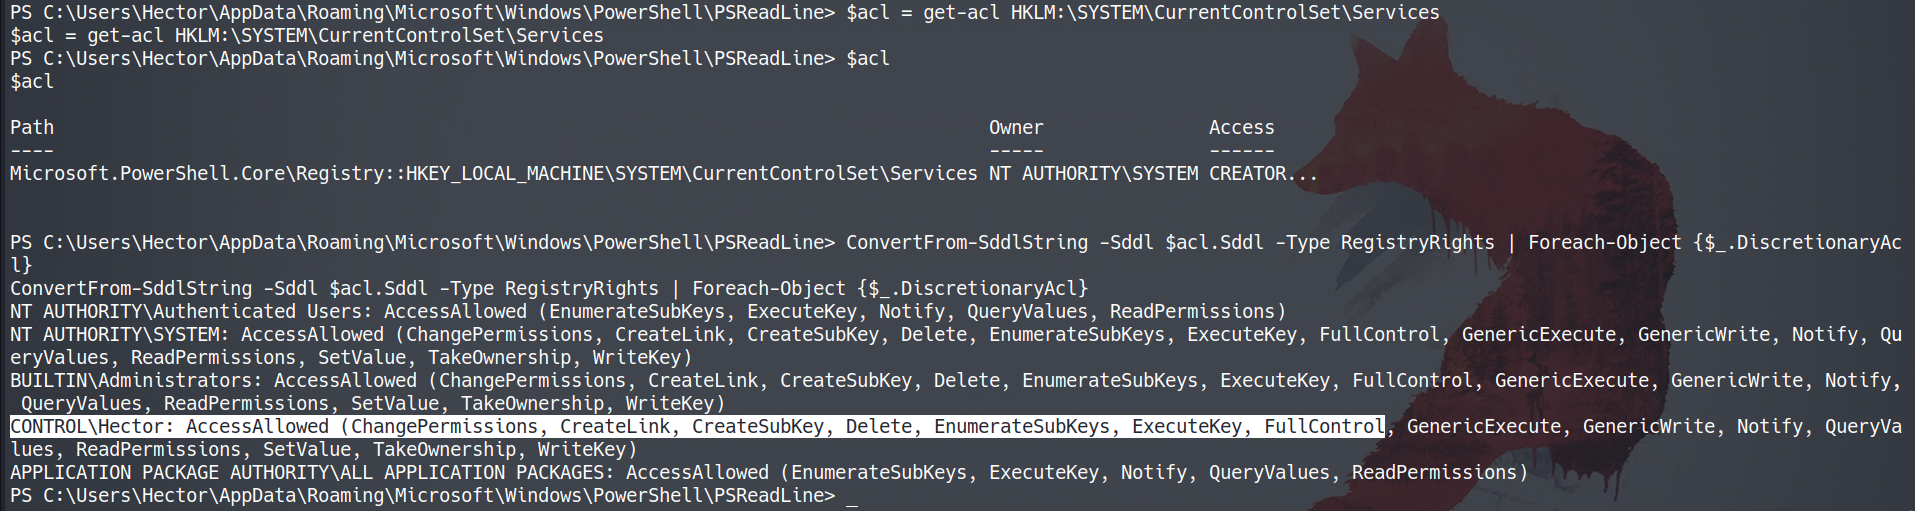 PS C:\Users\Hector\AppData\Roaming\Microsoft\Windows\PowerShell\PSReadLine> $acl = get-acl HKLM:\SYSTEM\CurrentControlSet\Services
$acl = get-acl HKLM:\SYSTEM\CurrentControlSet\Services
PS C:\Users\Hector\AppData\Roaming\Microsoft\Windows\PowerShell\PSReadLine> $acl
$acl
Path Owner Access
---- ----- ------
Microsoft.PowerShell.Core\Registry::HKEY_LOCAL_MACHINE\SYSTEM\CurrentControlSet\Services NT AUTHORITY\SYSTEM CREATOR...
PS C:\Users\Hector\AppData\Roaming\Microsoft\Windows\PowerShell\PSReadLine> ConvertFrom-SddlString -Sddl $acl.Sddl -Type RegistryRights | Foreach-Object {$_.DiscretionaryAc
l}
ConvertFrom-SddlString -Sddl $acl.Sddl -Type RegistryRights | Foreach-Object {$_.DiscretionaryAcl}
NT AUTHORITY\Authenticated Users: AccessAllowed (EnumerateSubKeys, ExecuteKey, Notify, QueryValues, ReadPermissions)
NT AUTHORITY\SYSTEM: AccessAllowed (ChangePermissions, CreateLink, CreateSubKey, Delete, EnumerateSubKeys, ExecuteKey, FullControl, GenericExecute, GenericWrite, Notify, Qu
eryValues, ReadPermissions, SetValue, TakeOwnership, WriteKey)
BUILTIN\Administrators: AccessAllowed (ChangePermissions, CreateLink, CreateSubKey, Delete, EnumerateSubKeys, ExecuteKey, FullControl, GenericExecute, GenericWrite, Notify,
 QueryValues, ReadPermissions, SetValue, TakeOwnership, WriteKey)
CONTROL\Hector: AccessAllowed (ChangePermissions, CreateLink, CreateSubKey, Delete, EnumerateSubKeys, ExecuteKey, FullControl, GenericExecute, GenericWrite, Notify, QueryVa
lues, ReadPermissions, SetValue, TakeOwnership, WriteKey)
APPLICATION PACKAGE AUTHORITY\ALL APPLICATION PACKAGES: AccessAllowed (EnumerateSubKeys, ExecuteKey, Notify, QueryValues, ReadPermissions)
PS C:\Users\Hector\AppData\Roaming\Microsoft\Windows\PowerShell\PSReadLine> _